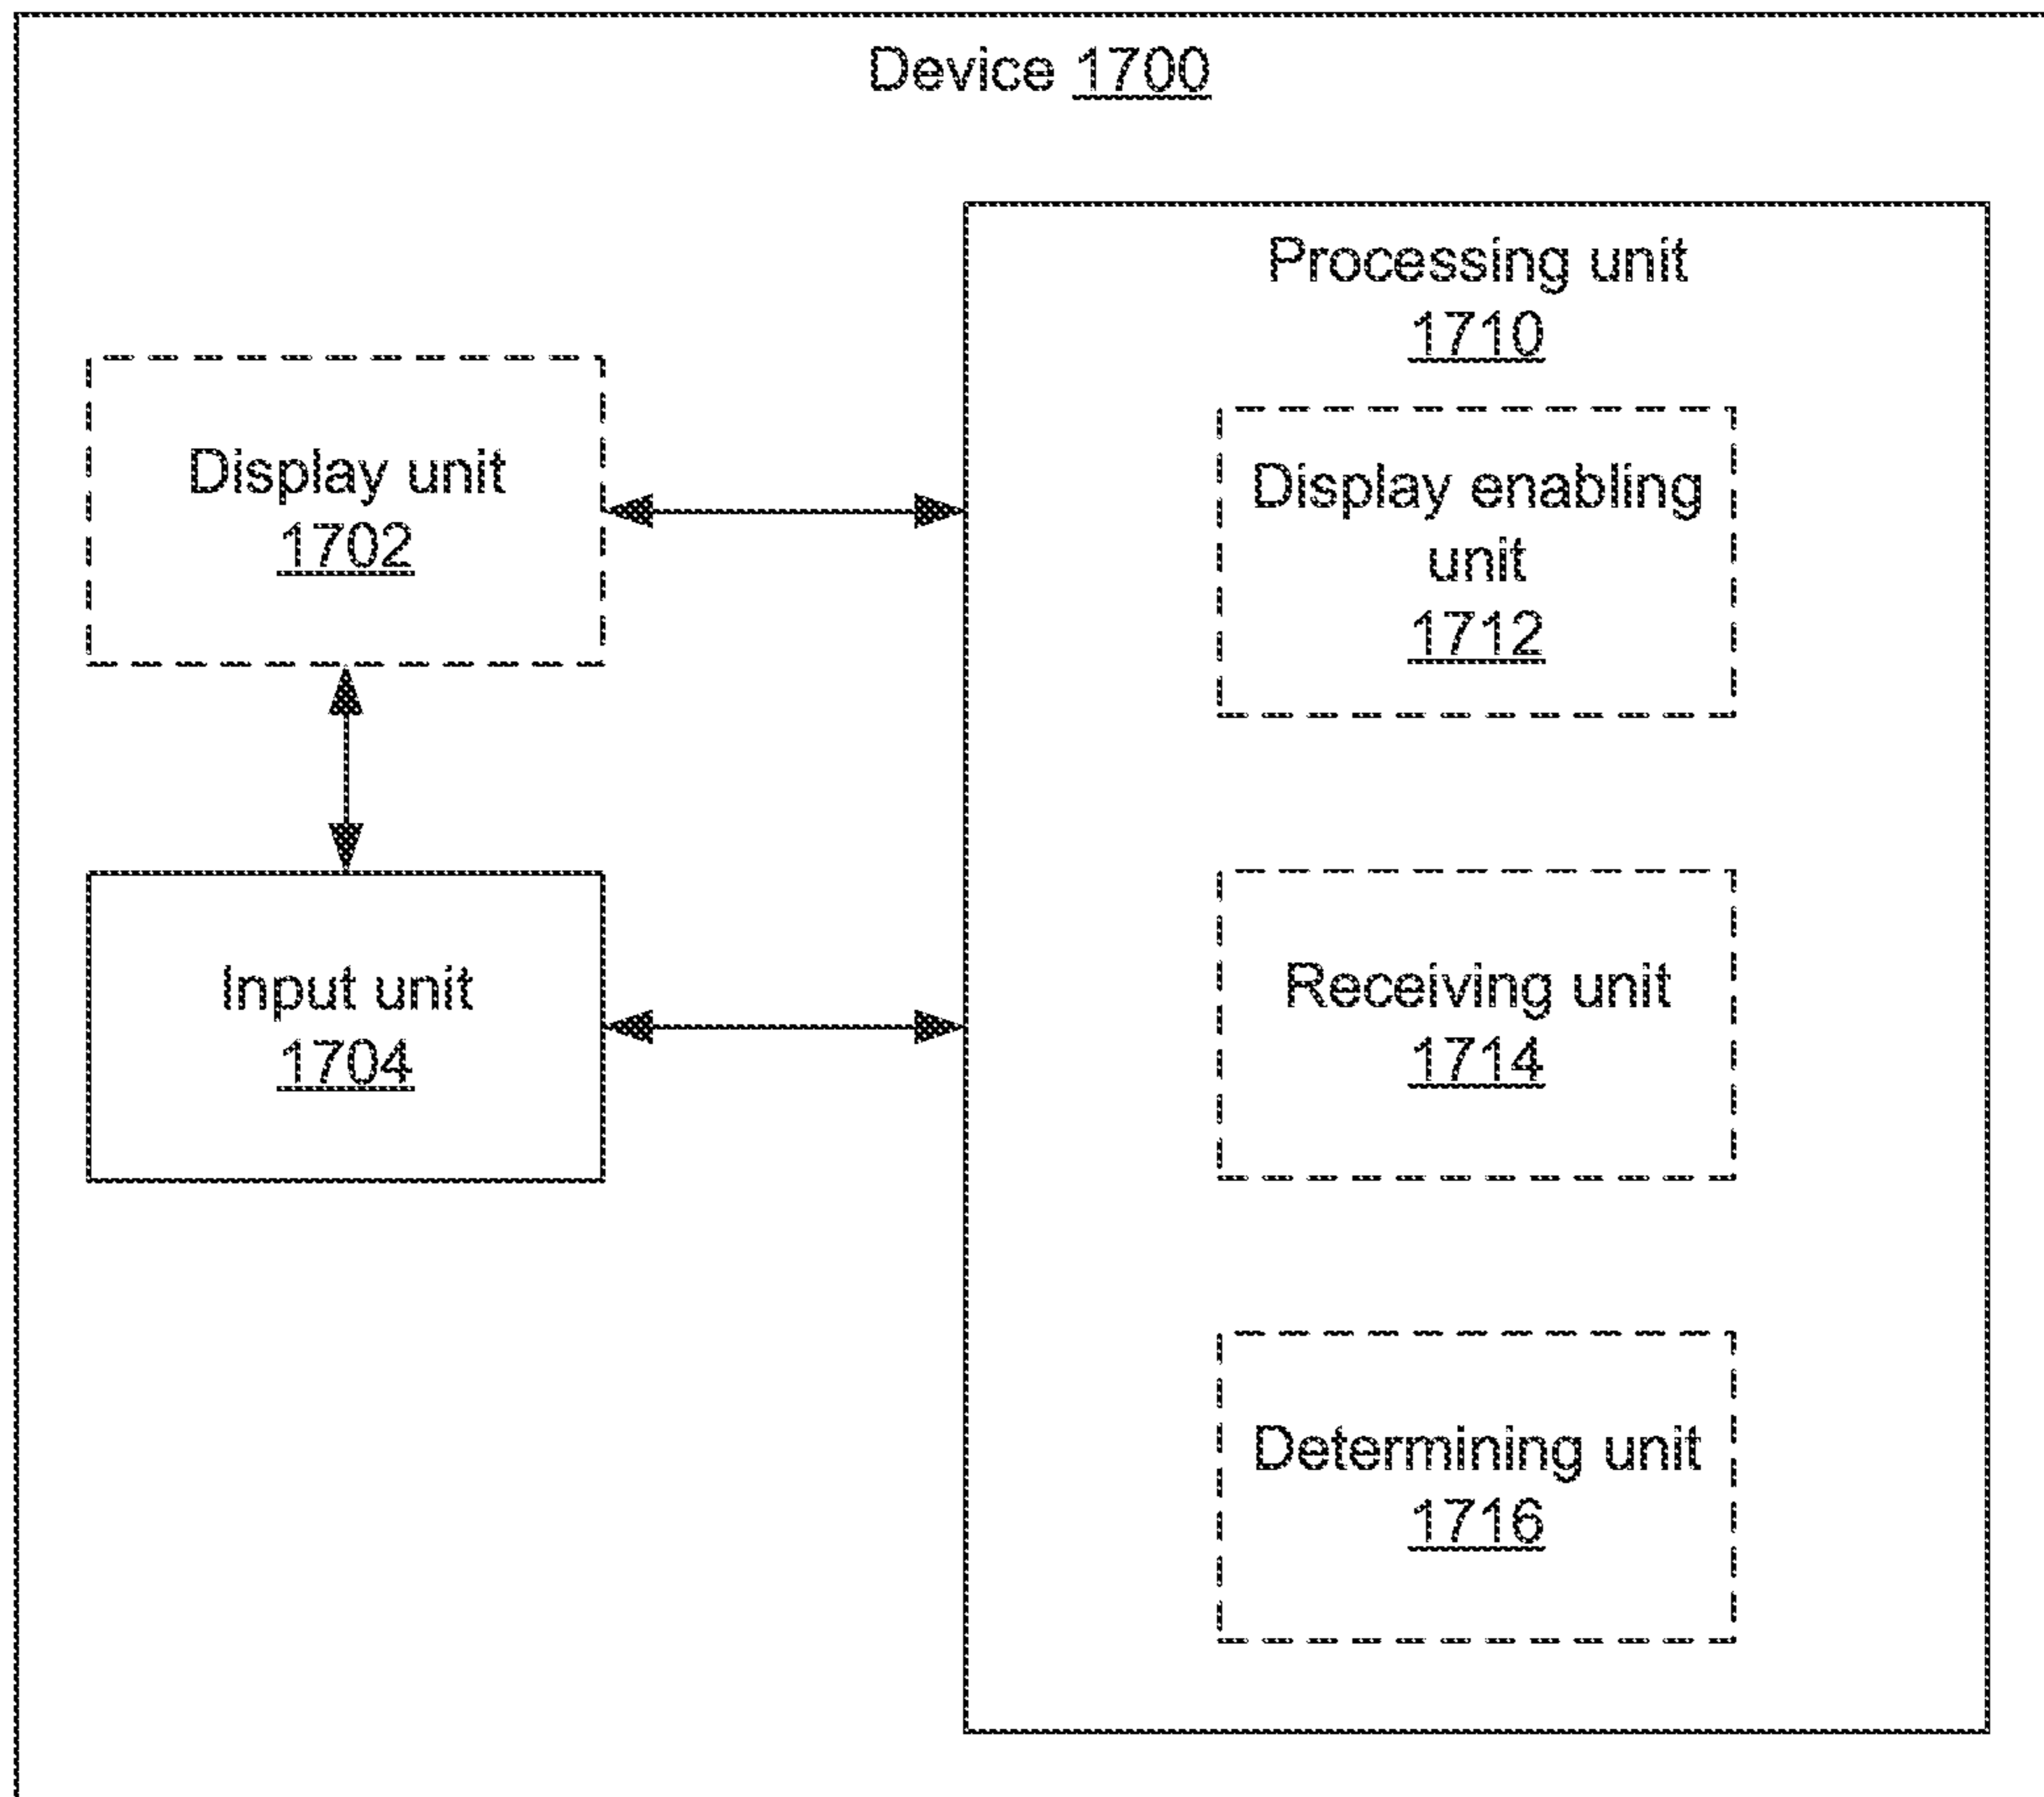 Device 1700
Processing unit
1710
Display unit
1702
Display enabling
unit
1712
Input unit
1704
Receiving unit
1714
Determining unit
1716